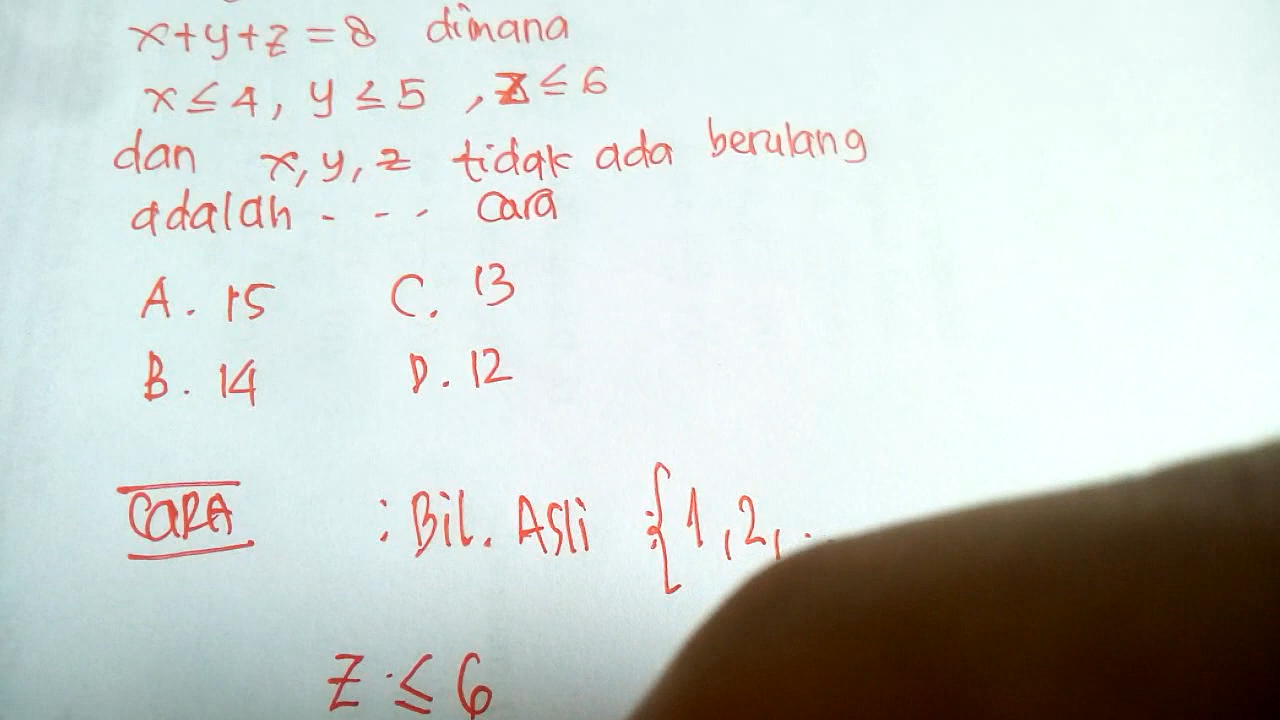 x+y+z = 8 dimana
x ≤ 4, y ≤ 5 , z ≤ 6
dan x, y, z tidak ada berulang
adalah - - - cara
A. 15 C. 13
B. 14 D. 12
CARA : Bil. Asli : {1, 2, .
z ≤ 6